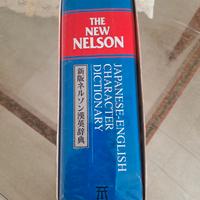 THE
NEW
NELSON
JAPANESE-ENGLISH
CHARACTER
DICTIONARY
新版ネルソン漢英辞典